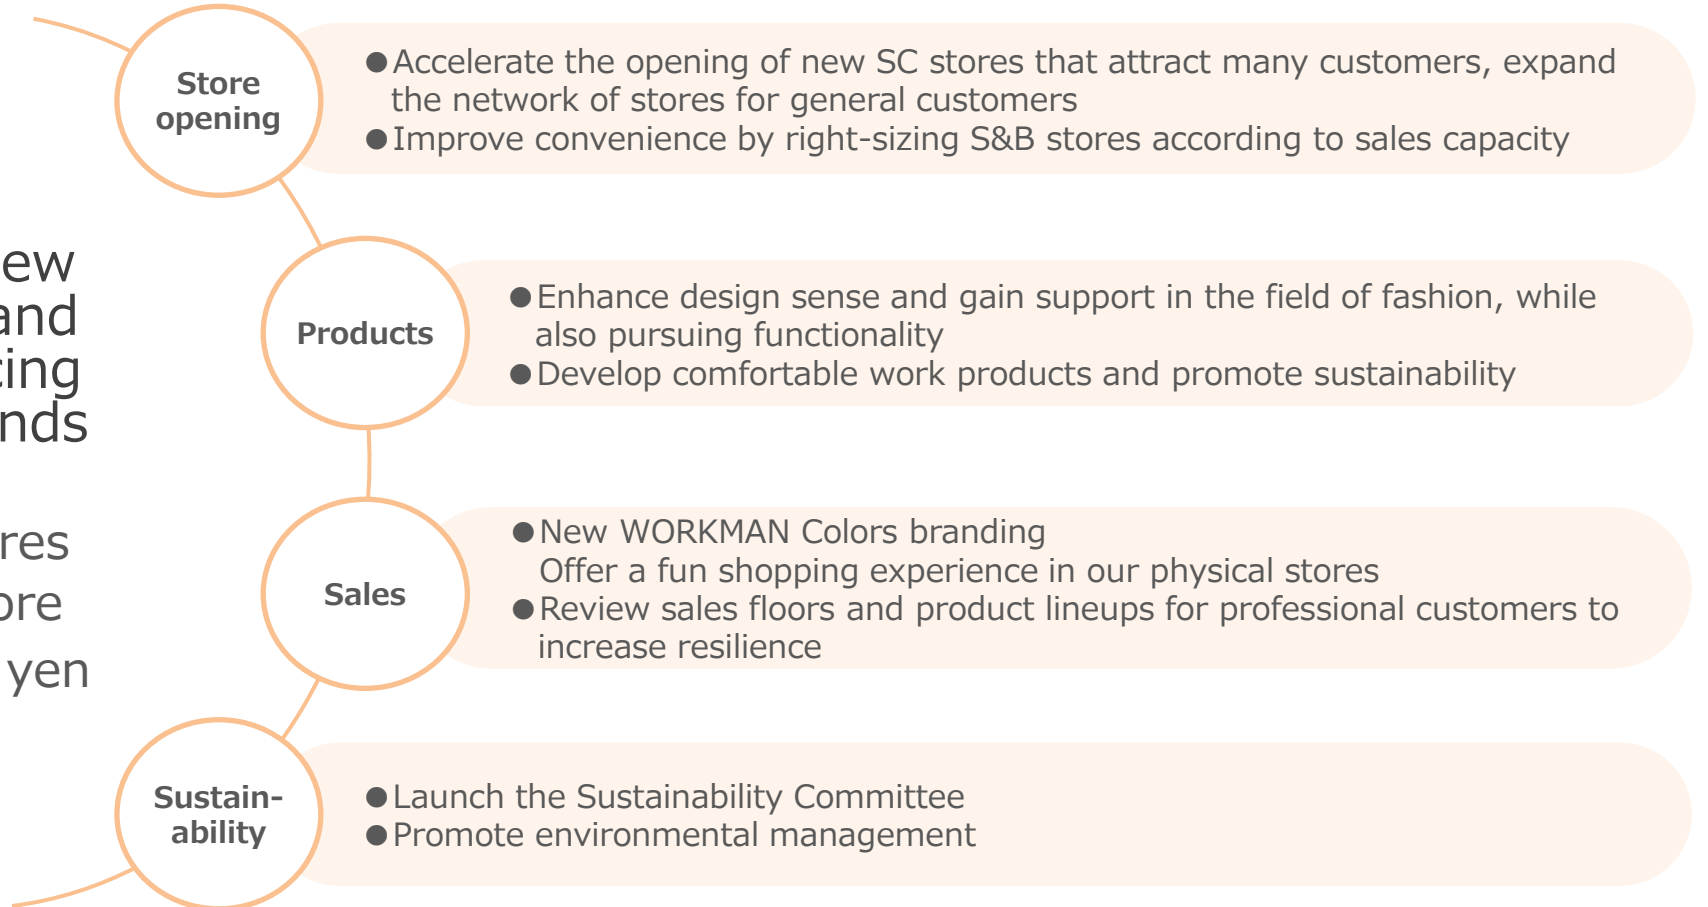 Store
opening
●Accelerate the opening of new SC stores that attract many customers, expand
the network of stores for general customers
●Improve convenience by right-sizing S&B stores according to sales capacity
ew
and
cing
nds
res
ore
yen
Products
●Enhance design sense and gain support in the field of fashion, while
also pursuing functionality
●Develop comfortable work products and promote sustainability
Sales
●New WORKMAN Colors branding
Offer a fun shopping experience in our physical stores
●Review sales floors and product lineups for professional customers to
increase resilience
Sustain-
ability
●Launch the Sustainability Committee
●Promote environmental management